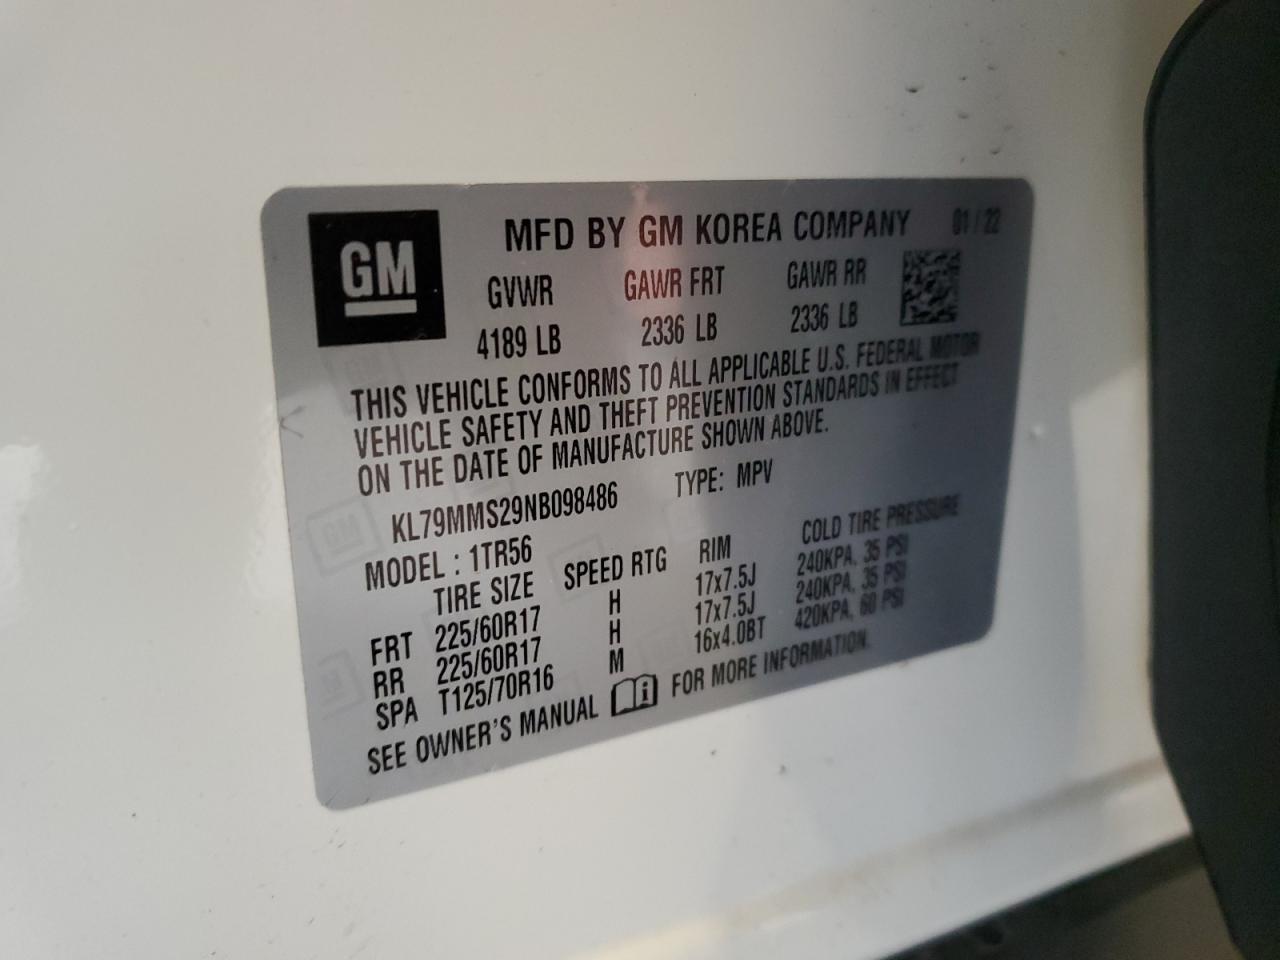 GM
MFD BY GM KOREA COMPANY 01 / 22
GVWR GAWR FRT GAWR RR
4189 LB 2336 LB 2336 LB
THIS VEHICLE CONFORMS TO ALL APPLICABLE U.S. FEDERAL MOTOR
VEHICLE SAFETY AND THEFT PREVENTION STANDARDS IN EFFECT
ON THE DATE OF MANUFACTURE SHOWN ABOVE.
KL79MMS29NB098486 TYPE: MPV
MODEL : 1TR56
TIRE SIZE SPEED RTG RIM COLD TIRE PRESSURE
FRT 225/60R17 H 17x7.5J 240KPA, 35 PSI
RR 225/60R17 H 17x7.5J 240KPA, 35 PSI
SPA T125/70R16 M 16x4.0BT 420KPA, 60 PSI
SEE OWNER'S MANUAL FOR MORE INFORMATION.